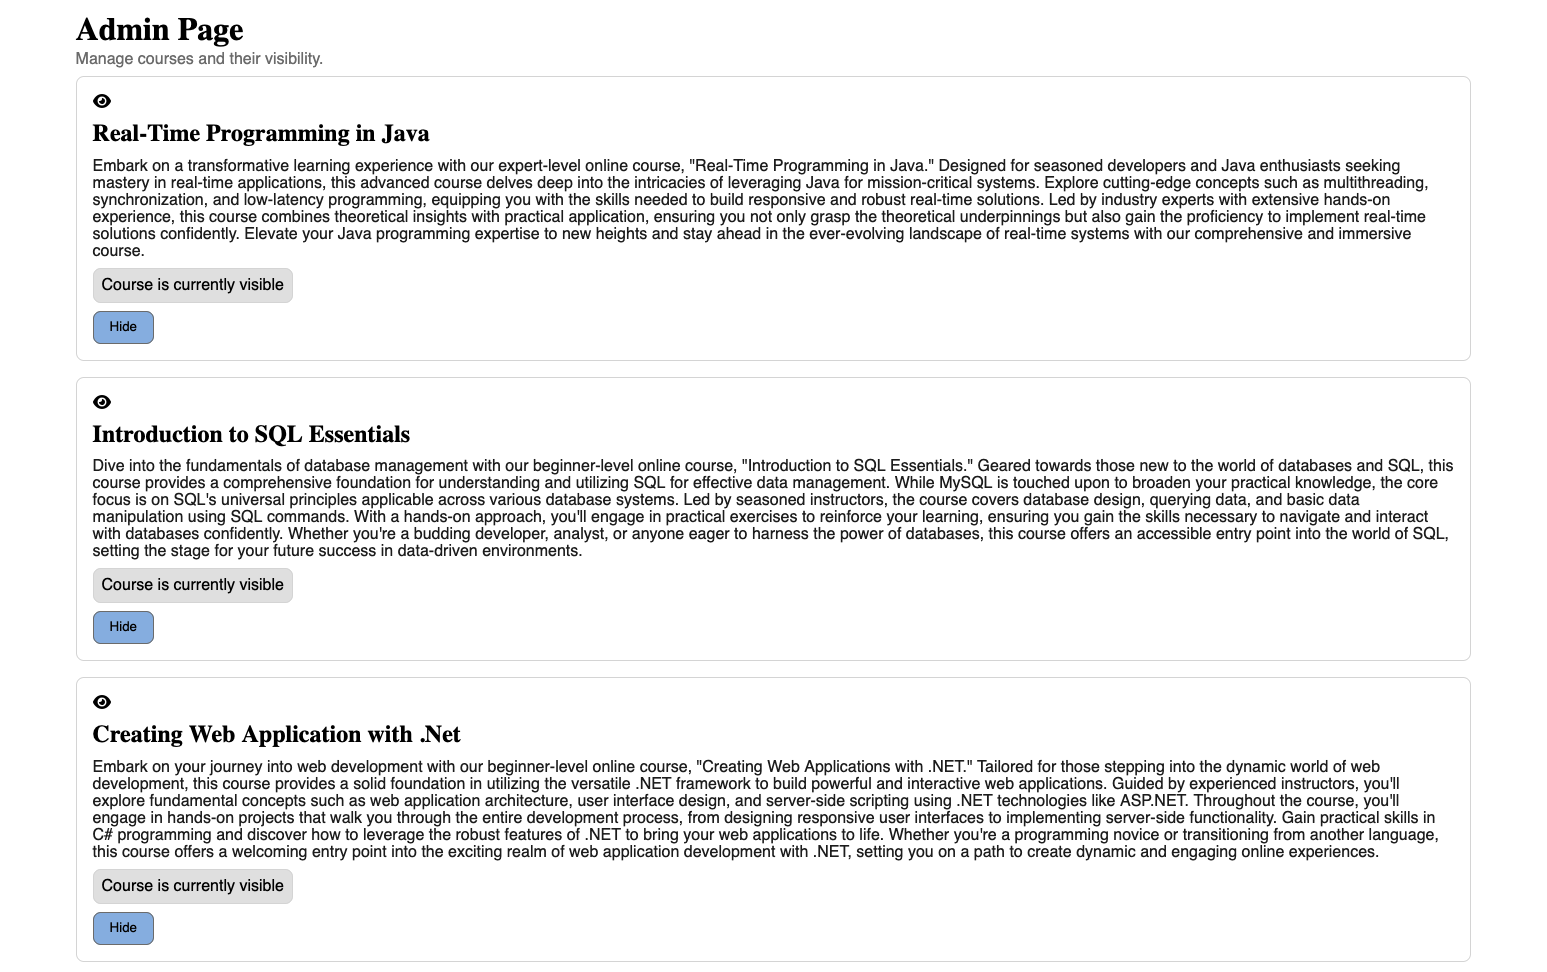 Admin Page
Manage courses and their visibility.
Real-Time Programming in Java
Embark on a transformative learning experience with our expert-level online course, "Real-Time Programming in Java." Designed for seasoned developers and Java enthusiasts seeking
mastery in real-time applications, this advanced course delves deep into the intricacies of leveraging Java for mission-critical systems. Explore cutting-edge concepts such as multithreading,
synchronization, and low-latency programming, equipping you with the skills needed to build responsive and robust real-time solutions. Led by industry experts with extensive hands-on
experience, this course combines theoretical insights with practical application, ensuring you not only grasp the theoretical underpinnings but also gain the proficiency to implement real-time
solutions confidently. Elevate your Java programming expertise to new heights and stay ahead in the ever-evolving landscape of real-time systems with our comprehensive and immersive
course.
Course is currently visible
Hide
Introduction to SQL Essentials
Dive into the fundamentals of database management with our beginner-level online course, "Introduction to SQL Essentials." Geared towards those new to the world of databases and SQL, this
course provides a comprehensive foundation for understanding and utilizing SQL for effective data management. While MySQL is touched upon to broaden your practical knowledge, the core
focus is on SQL's universal principles applicable across various database systems. Led by seasoned instructors, the course covers database design, querying data, and basic data
manipulation using SQL commands. With a hands-on approach, you'll engage in practical exercises to reinforce your learning, ensuring you gain the skills necessary to navigate and interact
with databases confidently. Whether you're a budding developer, analyst, or anyone eager to harness the power of databases, this course offers an accessible entry point into the world of SQL,
setting the stage for your future success in data-driven environments.
Course is currently visible
Hide
Creating Web Application with .Net
Embark on your journey into web development with our beginner-level online course, "Creating Web Applications with .NET." Tailored for those stepping into the dynamic world of web
development, this course provides a solid foundation in utilizing the versatile .NET framework to build powerful and interactive web applications. Guided by experienced instructors, you'll
explore fundamental concepts such as web application architecture, user interface design, and server-side scripting using .NET technologies like ASP.NET. Throughout the course, you'll
engage in hands-on projects that walk you through the entire development process, from designing responsive user interfaces to implementing server-side functionality. Gain practical skills in
C# programming and discover how to leverage the robust features of .NET to bring your web applications to life. Whether you're a programming novice or transitioning from another language,
this course offers a welcoming entry point into the exciting realm of web application development with .NET, setting you on a path to create dynamic and engaging online experiences.
Course is currently visible
Hide